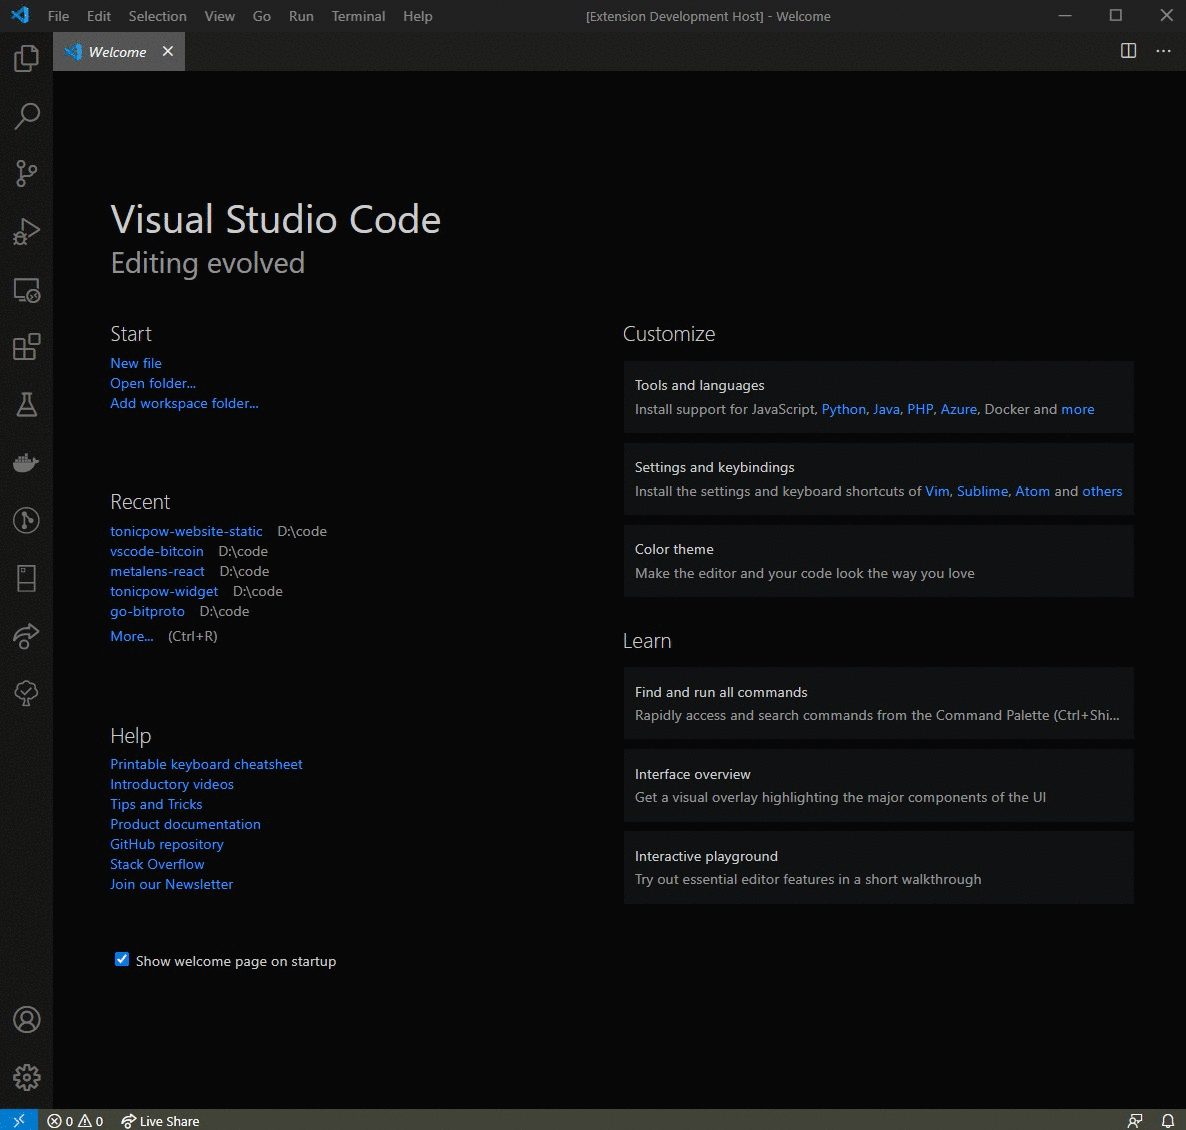 File Edit Selection View Go Run Terminal Help [Extension Development Host] - Welcome
Welcome
Visual Studio Code
Editing evolved
Start
New file
Open folder...
Add workspace folder...
Recent
tonicpow-website-static D:\code
vscode-bitcoin D:\code
metalens-react D:\code
tonicpow-widget D:\code
go-bitproto D:\code
More... (Ctrl+R)
Help
Printable keyboard cheatsheet
Introductory videos
Tips and Tricks
Product documentation
GitHub repository
Stack Overflow
Join our Newsletter
Show welcome page on startup
Customize
Tools and languages
Install support for JavaScript, Python, Java, PHP, Azure, Docker and more
Settings and keybindings
Install the settings and keyboard shortcuts of Vim, Sublime, Atom and others
Color theme
Make the editor and your code look the way you love
Learn
Find and run all commands
Rapidly access and search commands from the Command Palette (Ctrl+Shi...
Interface overview
Get a visual overlay highlighting the major components of the UI
Interactive playground
Try out essential editor features in a short walkthrough
0 0 Live Share